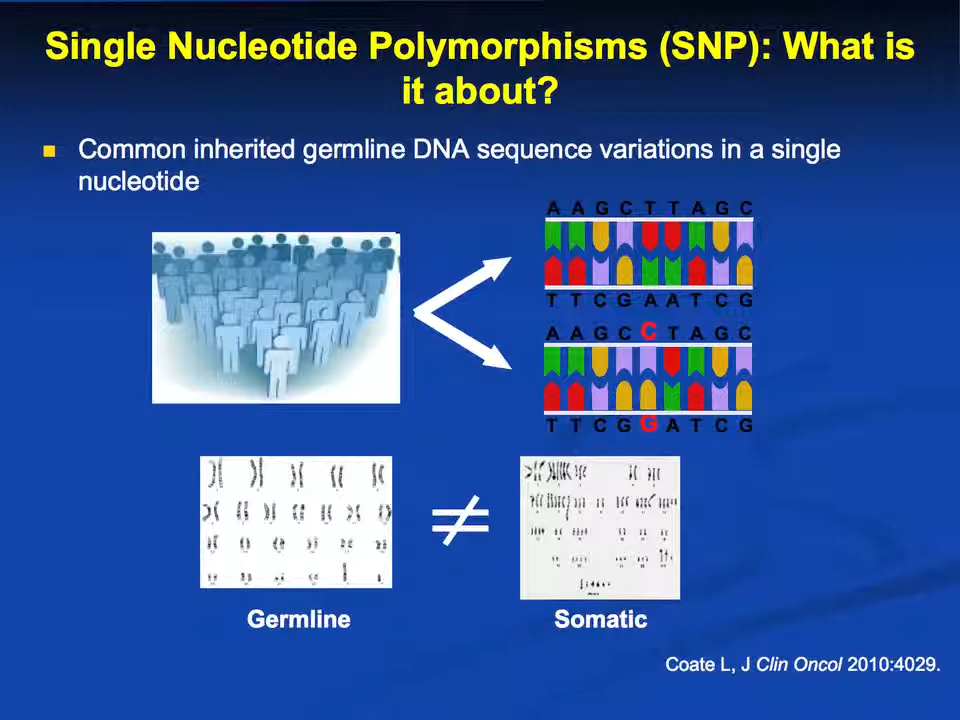 Single Nucleotide Polymorphisms (SNP): What is
it about?
Common inherited germline DNA sequence variations in a single
nucleotide
A A G C T T A G C
T T C G A A T C G
A A G C C T A G C
T T C G G A T C G
Germline
≠
Somatic
Coate L, J Clin Oncol 2010:4029.